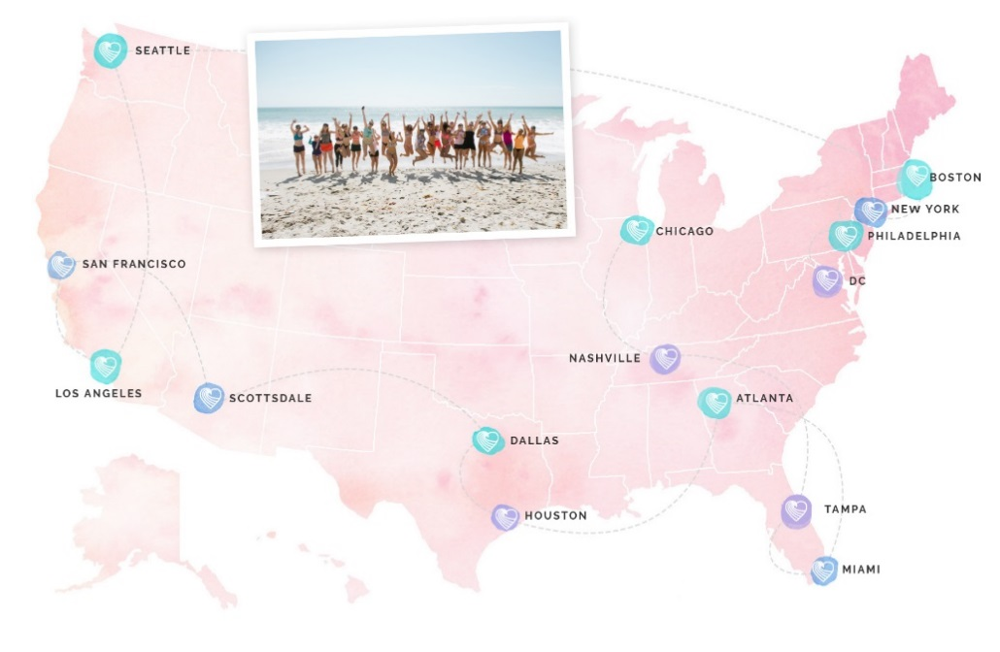 SEATTLE
BOSTON
NEW YORK
CHICAGO
PHILADELPHIA
SAN FRANCISCO
DC
NASHVILLE
LOS ANGELES
SCOTTSDALE
ATLANTA
DALLAS
TAMPA
HOUSTON
MIAMI